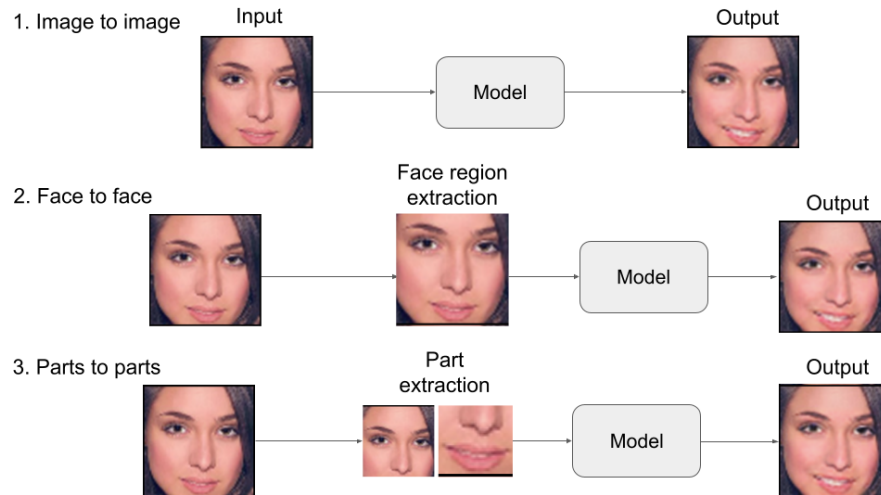 1. Image to image
Input
Output
Model
2. Face to face
Face region
extraction
Output
Model
3. Parts to parts
Part
extraction
Output
Model